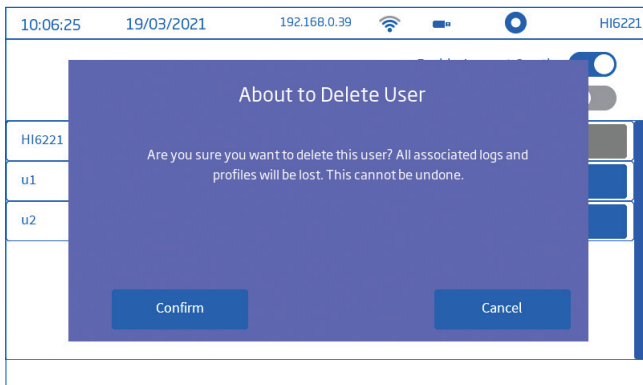 10:06:25 19/03/2021 192.168.0.39 HI6221
About to Delete User
HI6221
Are you sure you want to delete this user? All associated logs and
profiles will be lost. This cannot be undone.
u1
u2
Confirm Cancel